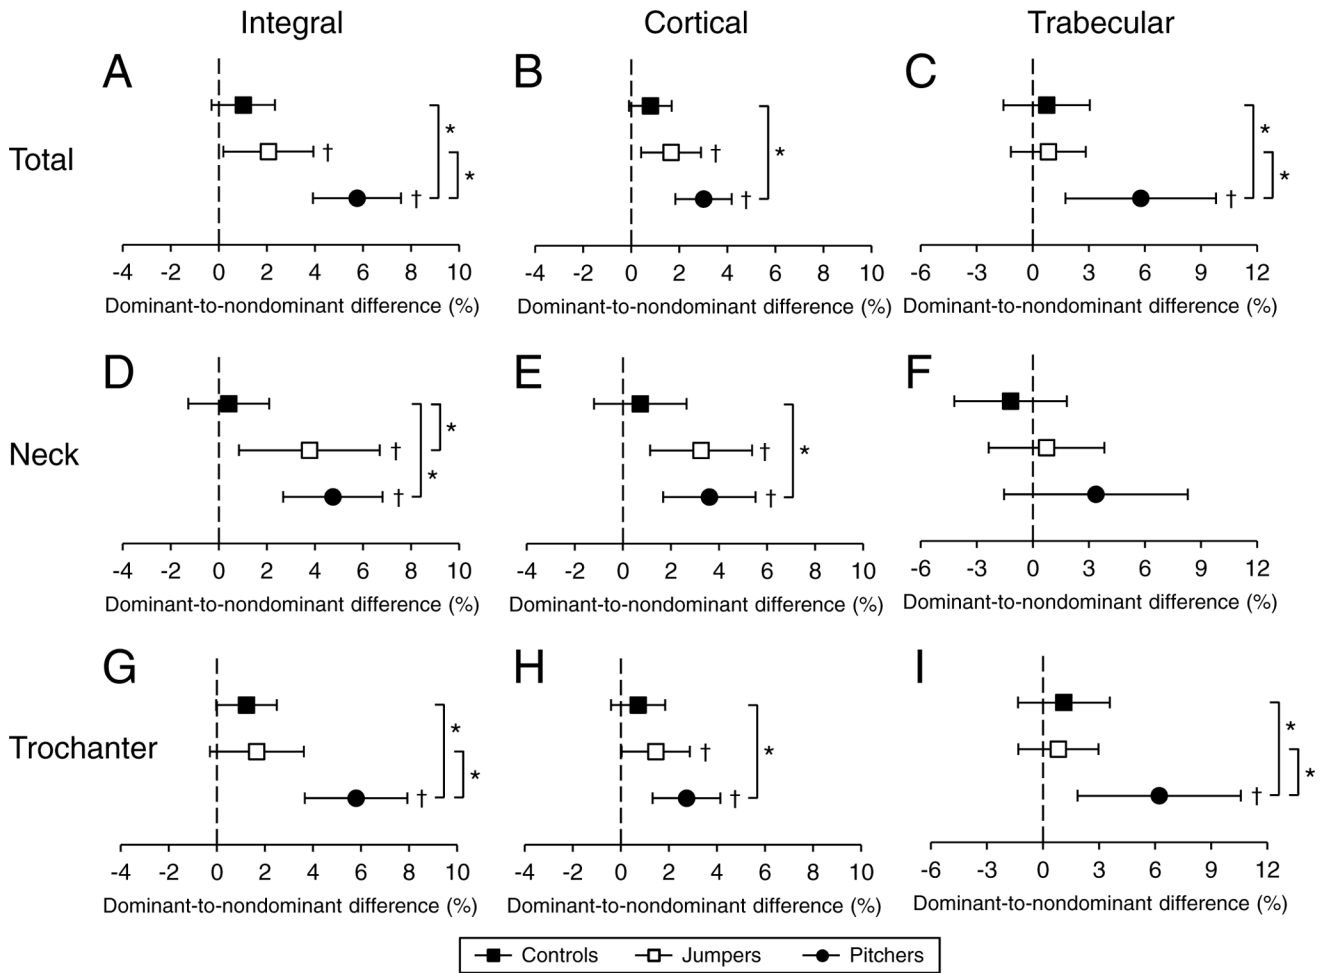 Integral Cortical Trabecular
A B C
Total
* * *
† † * * *
† † †
-4 -2 0 2 4 6 8 10 -4 -2 0 2 4 6 8 10 -6 -3 0 3 6 9 12
Dominant-to-nondominant difference (%) Dominant-to-nondominant difference (%) Dominant-to-nondominant difference (%)
D E F
Neck
† * † *
† * †
-4 -2 0 2 4 6 8 10 -4 -2 0 2 4 6 8 10 -6 -3 0 3 6 9 12
Dominant-to-nondominant difference (%) Dominant-to-nondominant difference (%) Dominant-to-nondominant difference (%)
G H I
Trochanter
* † * *
* *
† † †
-4 -2 0 2 4 6 8 10 -4 -2 0 2 4 6 8 10 -6 -3 0 3 6 9 12
Dominant-to-nondominant difference (%) Dominant-to-nondominant difference (%) Dominant-to-nondominant difference (%)
Controls Jumpers Pitchers